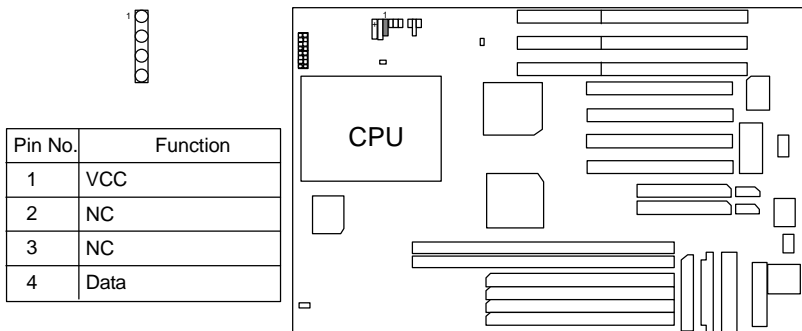 1
1
CPU
Pin No. Function
1 VCC
2 NC
3 NC
4 Data